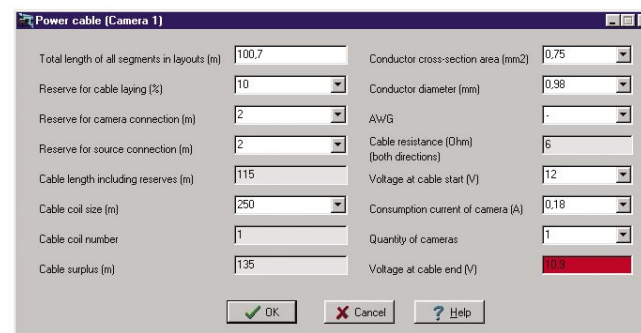 Power cable (Camera 1)
Total length of all segments in layouts (m) 100,7
Reserve for cable laying (%) 10
Reserve for camera connection (m) 2
Reserve for source connection (m) 2
Cable length including reserves (m) 115
Cable coil size (m) 250
Cable coil number 1
Cable surplus (m) 135
Conductor cross-section area (mm2) 0,75
Conductor diameter (mm) 0,98
AWG -
Cable resistance (Ohm) 6
(both directions)
Voltage at cable start (V) 12
Consumption current of camera (A) 0,18
Quantity of cameras 1
Voltage at cable end (V) 10,9
OK Cancel Help